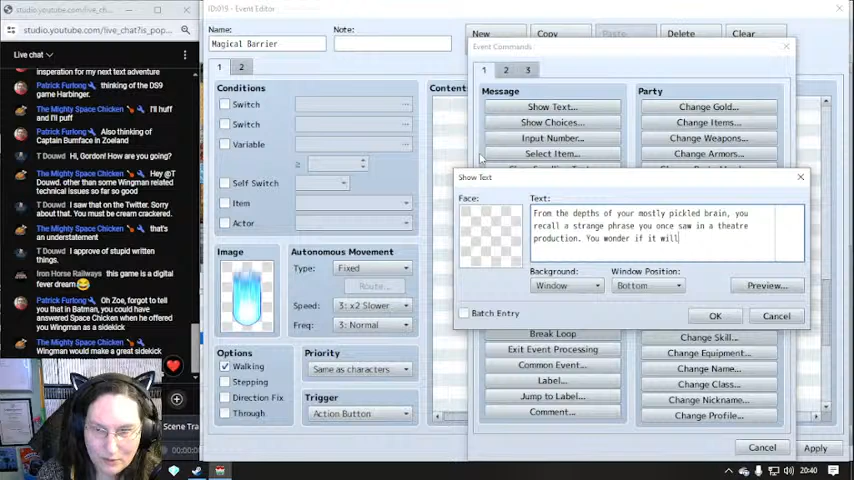 studio.youtube.com/live_chat?is_po...
studio.youtube.com/live_chat?is_pop...
Live chat
inspiration for my next text adventure
Patrick Furlong thinking of the DS9
game Harbinger.
The Mighty Space Chicken I'll huff
and I'll puff
Patrick Furlong Also thinking of
Captain Bumface in Zoeland
T Douwd Hi, Gordon! How are you going?
The Mighty Space Chicken Hey @T
Douwd. other than some Wingman related
technical issues so far so good
T Douwd I saw that on the Twitter. Sorry
about that. You must be cream crackered.
The Mighty Space Chicken that's
an understatement
T Douwd I approve of stupid written
things.
Iron Horse Railways this game is a digital
fever dream
Patrick Furlong Oh Zoe, forgot to tell
you that in Batman, you could have
answered Space Chicken when he offered
you Wingman as a sidekick
The Mighty Space Chicken
Wingman would make a great sidekick
Scene Tra
00:00:0
ID:019 - Event Editor
Name:
Magical Barrier
Note:
New
Copy
Paste
Delete
Clear
1
2
Conditions
Switch
Switch
Variable
≥
Self Switch
Item
Actor
Image
Autonomous Movement
Type:
Fixed
Route...
Speed:
3: x2 Slower
Freq:
3: Normal
Options
Walking
Stepping
Direction Fix
Through
Priority
Same as characters
Trigger
Action Button
Content
Event Commands
1
2
3
Message
Show Text...
Show Choices...
Input Number...
Select Item...
Party
Change Gold...
Change Items...
Change Weapons...
Change Armors...
Show Text
Face:
Text:
From the depths of your mostly pickled brain, you
recall a strange phrase you once saw in a theatre
production. You wonder if it will
Background:
Window
Window Position:
Bottom
Preview...
Batch Entry
OK
Cancel
Break Loop
Exit Event Processing
Common Event...
Label...
Jump to Label...
Comment...
Change Skill...
Change Equipment...
Change Name...
Change Class...
Change Nickname...
Change Profile...
Cancel
Apply
20:40